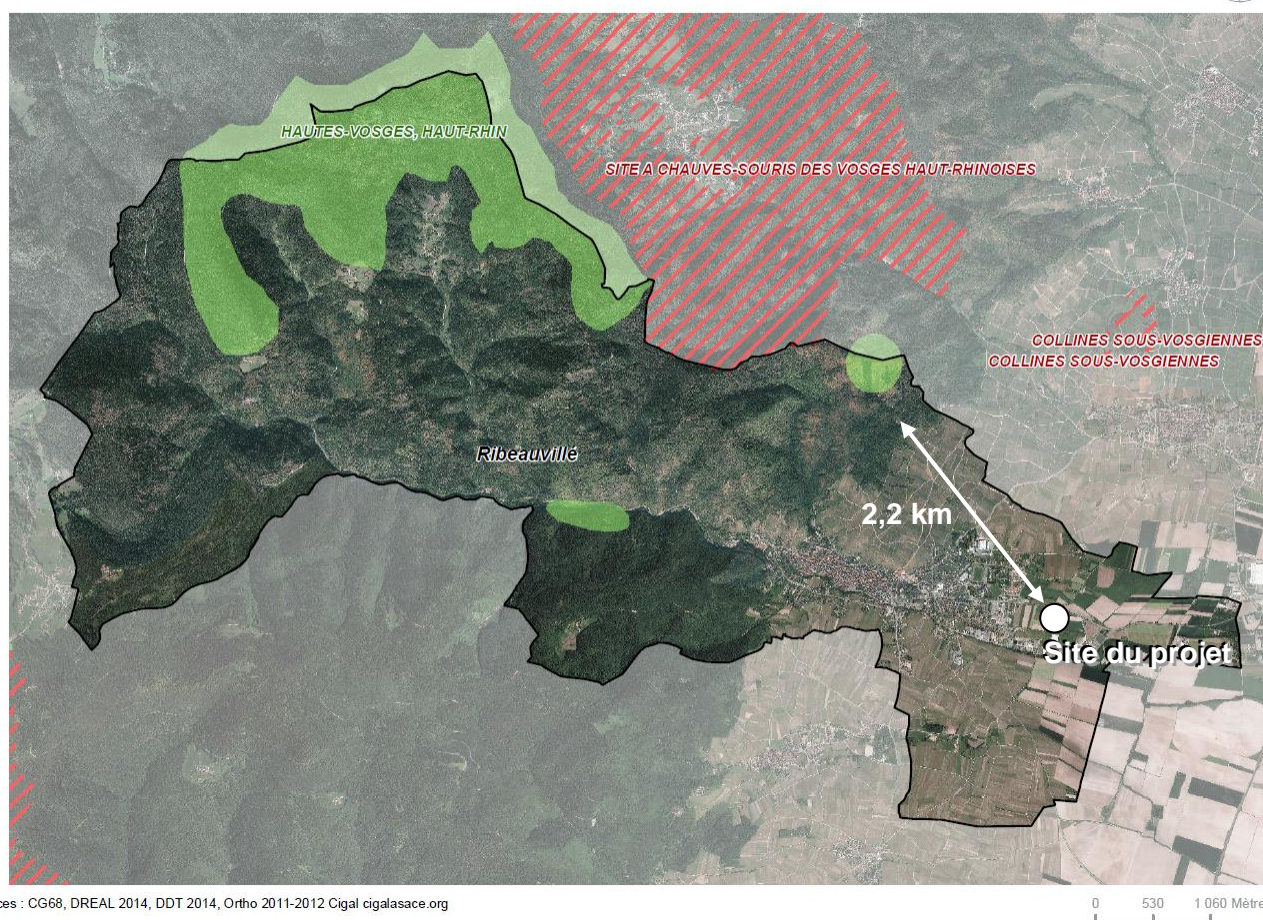 HAUTES-VOSGES, HAUT-RHIN
SITE A CHAUVES-SOURIS DES VOSGES HAUT-RHINOISES
COLLINES SOUS-VOSGIENNES
COLLINES SOUS-VOSGIENNES
Ribeauvillé
2,2 km
Site du projet
ces : CG68, DREAL 2014, DDT 2014, Ortho 2011-2012 Cigal cigalasace.org
0 530 1 060 Mètre